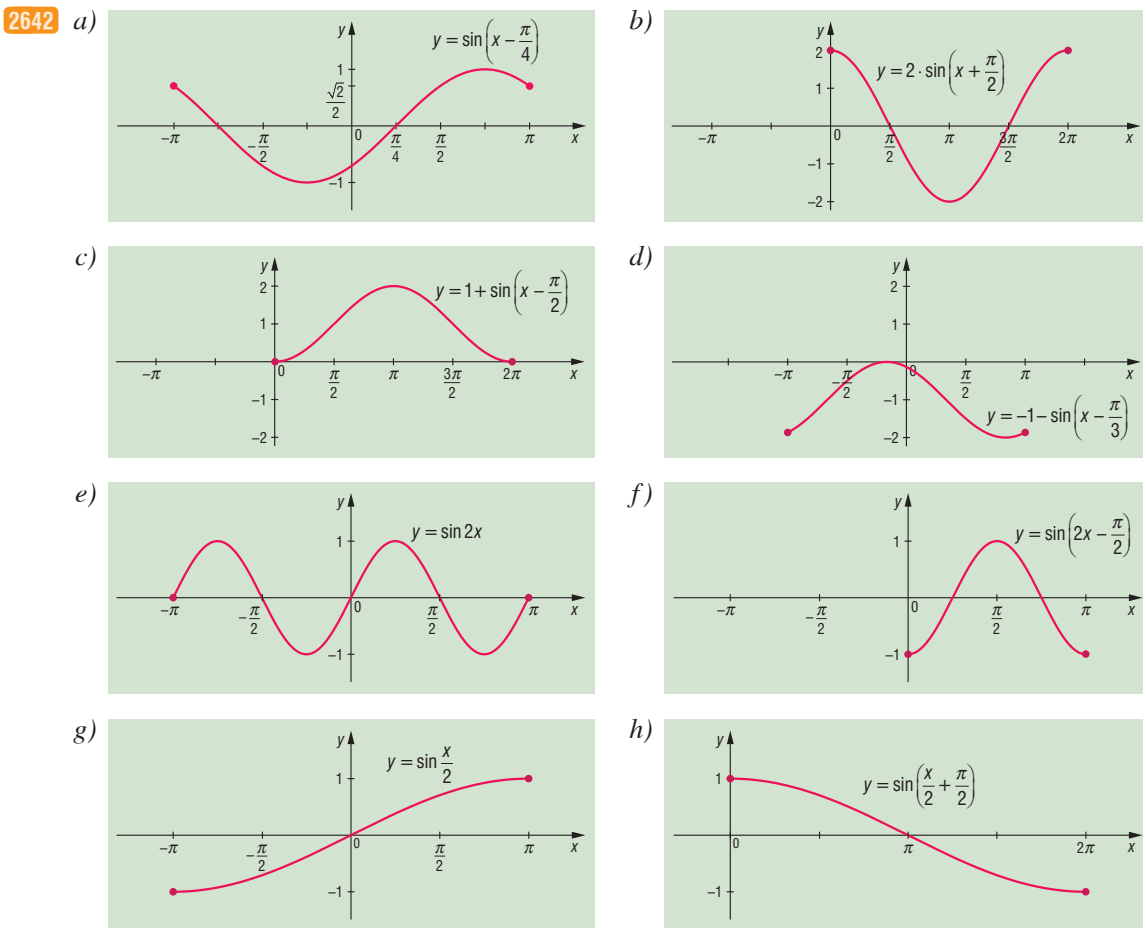 2642
a)
y
y = sin(x − π/4)
1
√2/2
−π
−π/2
0
π/4
π/2
π
x
−1
b)
y
2
y = 2 · sin(x + π/2)
1
−π
0
π/2
π
3π/2
2π
x
−1
−2
c)
y
2
y = 1 + sin(x − π/2)
1
−π
0
π/2
π
3π/2
2π
x
−1
−2
d)
y
2
1
−π
−π/2
0
π/2
π
x
−1
y = −1 − sin(x − π/3)
−2
e)
y
1
y = sin 2x
−π
−π/2
0
π/2
π
x
−1
f)
y
1
y = sin(2x − π/2)
−π
−π/2
0
π/2
π
x
−1
g)
y
y = sin x/2
1
−π
−π/2
0
π/2
π
x
−1
h)
y
1
y = sin(x/2 + π/2)
0
π
2π
x
−1